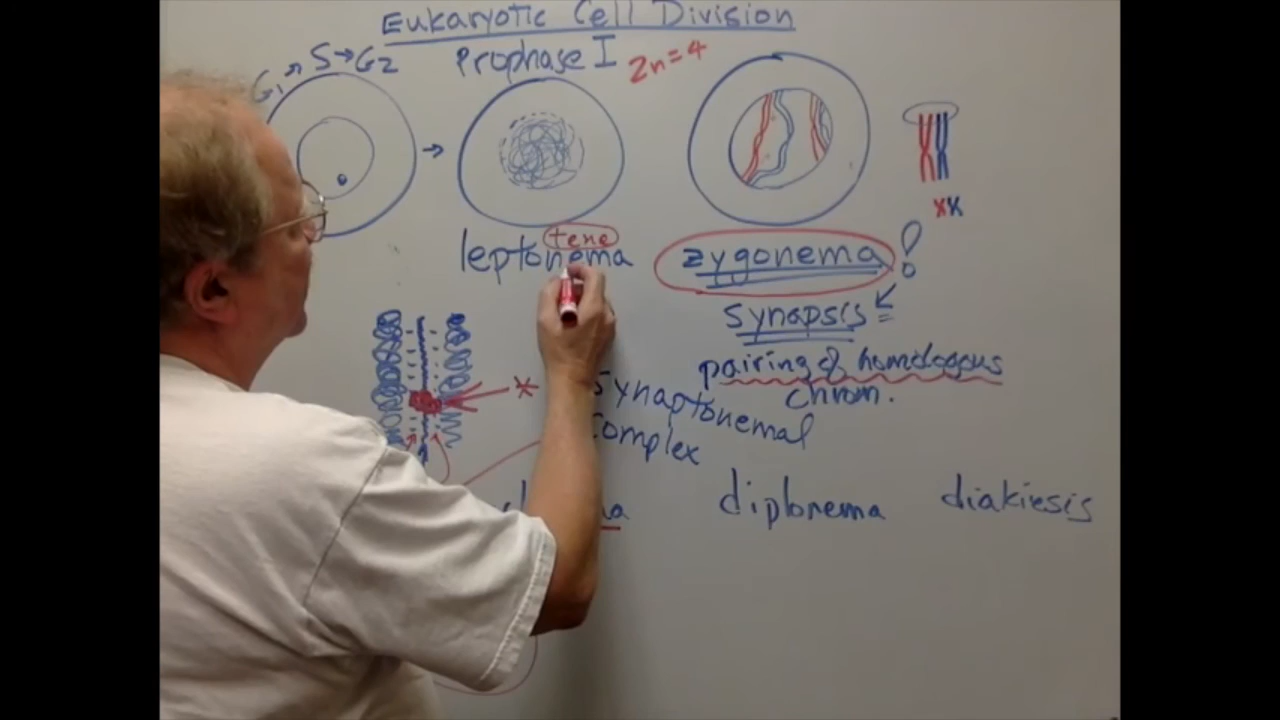 Eukaryotic Cell Division
G1 → S → G2
Prophase I
2n=4
tene
leptonema
zygonema!
synapsis
pairing of homologous
chrom.
XX
Synaptonemal
Complex
diplonema
diakiesis